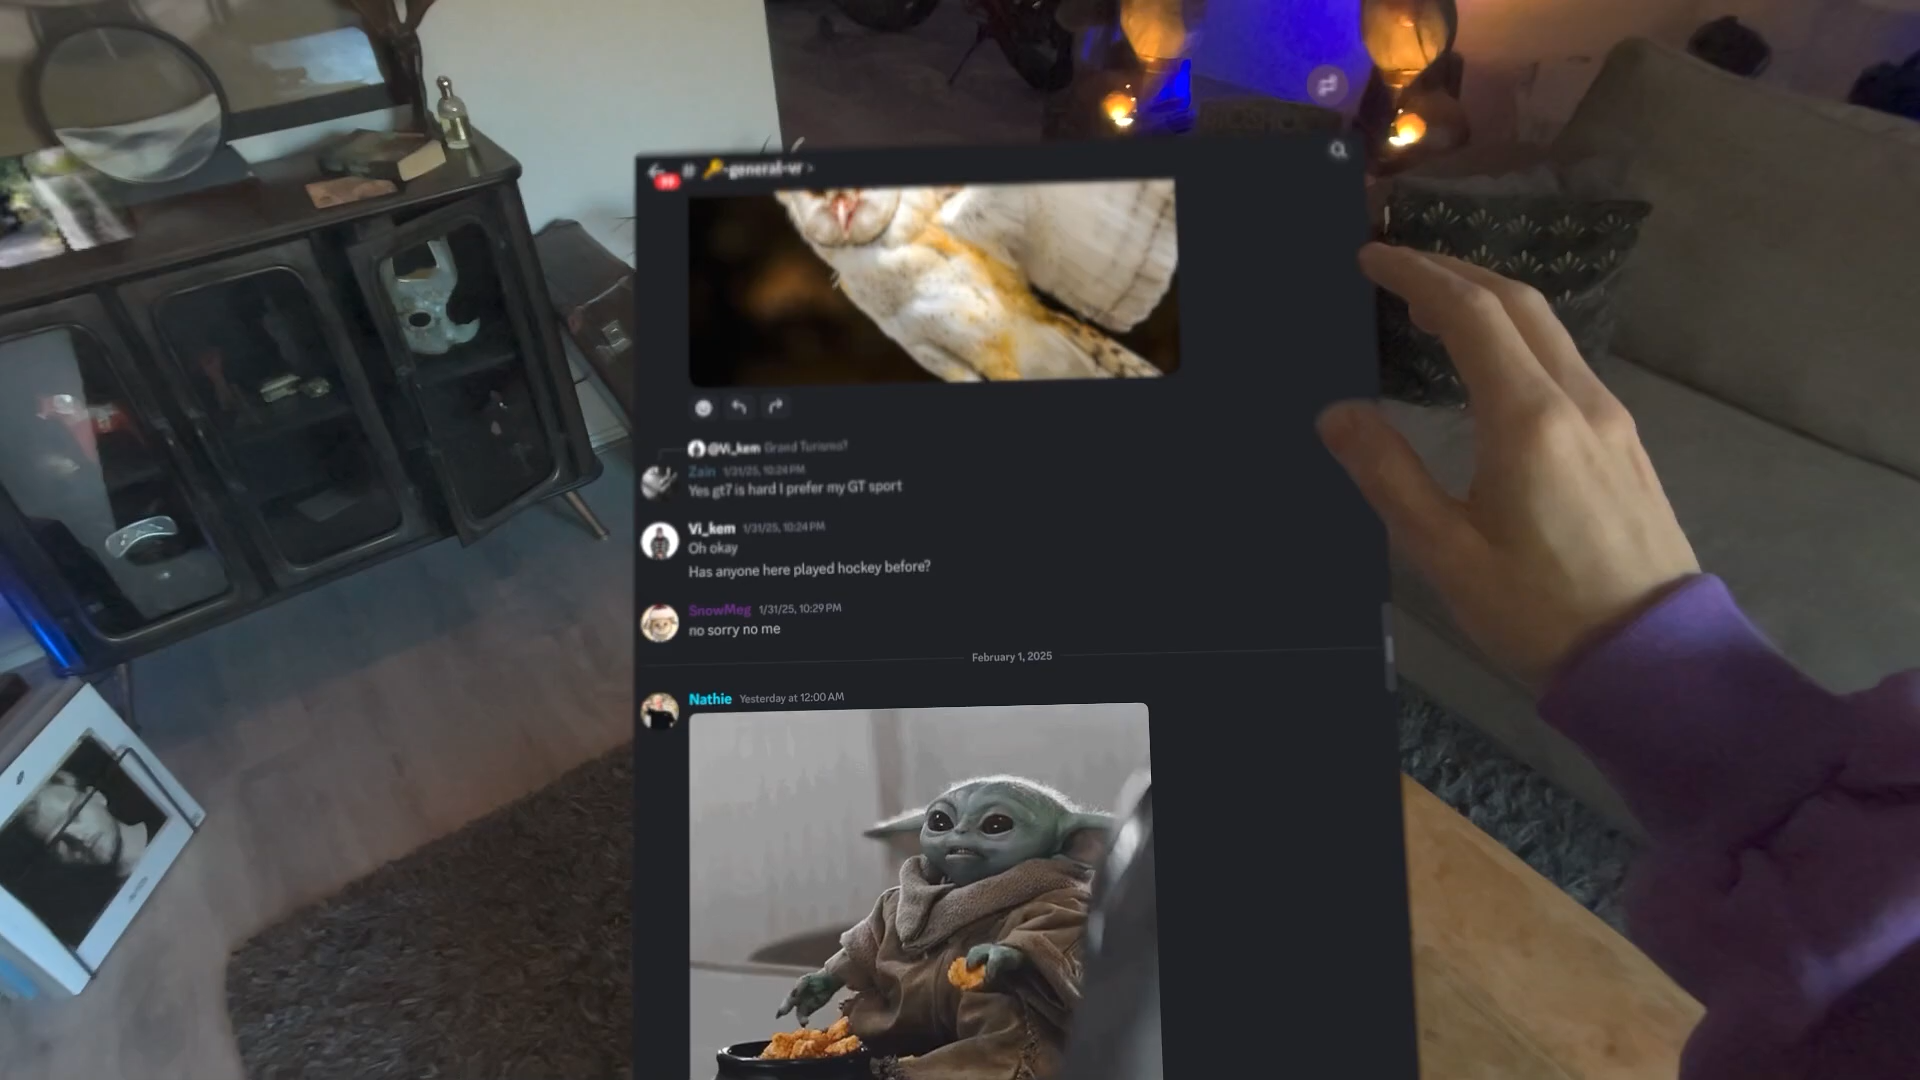 🔑-general-vr >
@Vi_kem Grand Turismo?
Zain 1/31/25, 10:24 PM
Yes gt7 is hard I prefer my GT sport
Vi_kem 1/31/25, 10:24 PM
Oh okay
Has anyone here played hockey before?
SnowMeg 1/31/25, 10:29 PM
no sorry no me
February 1, 2025
Nathie Yesterday at 12:00 AM